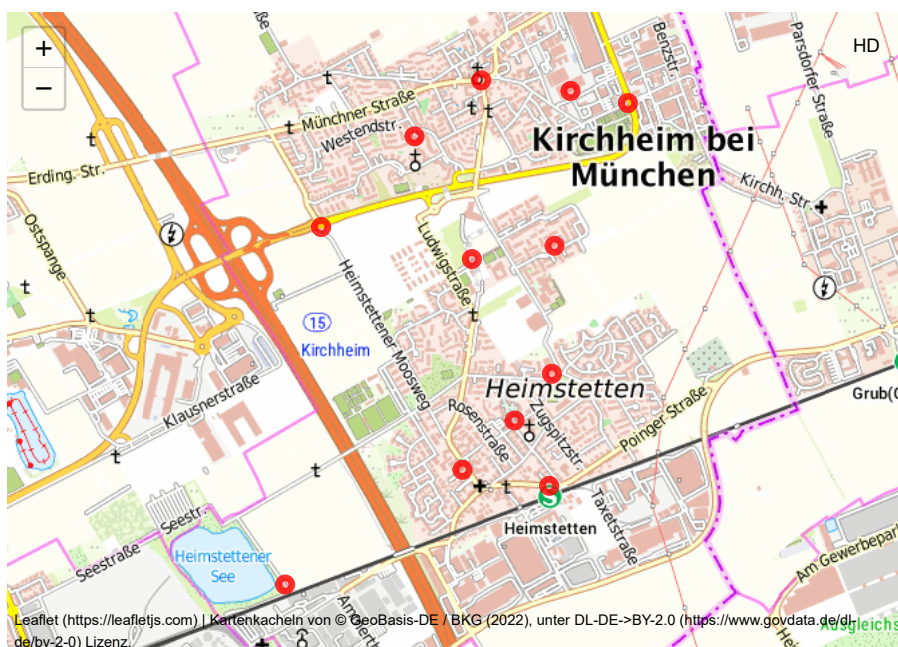 +
−
HD
Benzstr.
Parsdorfer Straße
Münchner Straße
Westendstr.
Kirchheim bei
München
Erding. Str.
Kirchh. Str.
Ostspange
Ludwigstraße
Heimstettener Moosweg
15
Kirchheim
Klausnerstraße
Heimstetten
Grub(
Rosenstraße
Zugspitzstr.
Poinger Straße
S
Heimstetten
Taxetstraße
Seestraße
Seestr.
Heimstettener
See
Am Gewerbepark
Ausgleichs
Leaflet (https://leafletjs.com) | Kartenkacheln von © GeoBasis-DE / BKG (2022), unter DL-DE->BY-2.0 (https://www.govdata.de/dl-
de/by-2-0) Lizenz.